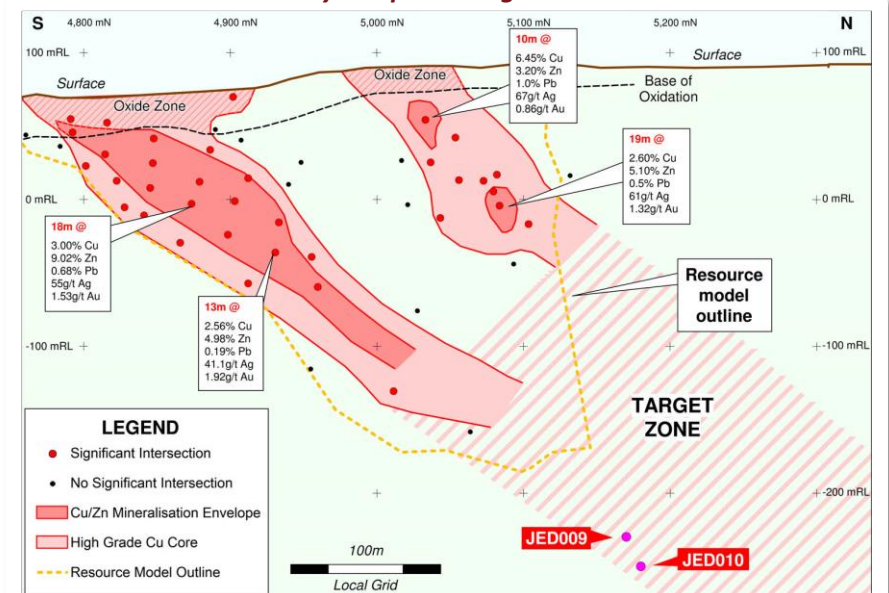 S
4,800 mN
4,900 mN
5,000 mN
5,100 mN
5,200 mN
N
100 mRL
100 mRL
Surface
Surface
Oxide Zone
Oxide Zone
Base of
Oxidation
10m @
6.45% Cu
3.20% Zn
1.0% Pb
67g/t Ag
0.86g/t Au
19m @
2.60% Cu
5.10% Zn
0.5% Pb
61g/t Ag
1.32g/t Au
0 mRL
0 mRL
18m @
3.00% Cu
9.02% Zn
0.68% Pb
55g/t Ag
1.53g/t Au
13m @
2.56% Cu
4.98% Zn
0.19% Pb
41.1g/t Ag
1.92g/t Au
Resource
model
outline
-100 mRL
-100 mRL
TARGET
ZONE
-200 mRL
JED009
JED010
LEGEND
Significant Intersection
No Significant Intersection
Cu/Zn Mineralisation Envelope
High Grade Cu Core
Resource Model Outline
100m
Local Grid